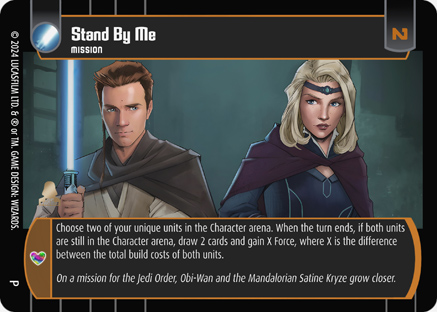 Stand By Me
MISSION
2
© 2024 LUCASFILM LTD. & ® or TM. GAME DESIGN: WIZARDS.
P
Choose two of your unique units in the Character arena. When the turn ends, if both units
are still in the Character arena, draw 2 cards and gain X Force, where X is the difference
between the total build costs of both units.
On a mission for the Jedi Order, Obi-Wan and the Mandalorian Satine Kryze grow closer.